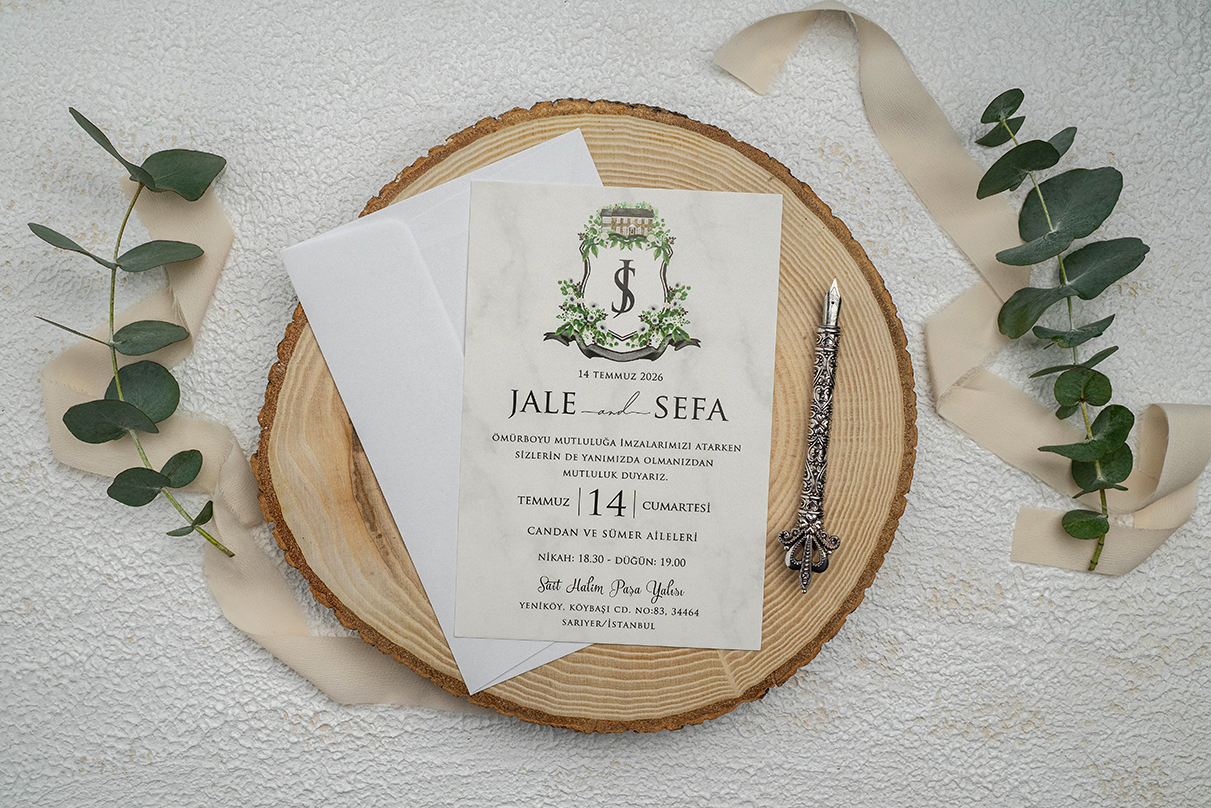 JS
14 TEMMUZ 2026
JALE and SEFA
ÖMÜRBOYU MUTLULUĞA İMZALARIMIZI ATARKEN
SİZLERİN DE YANIMIZDA OLMANIZDAN
MUTLULUK DUYARIZ.
TEMMUZ | 14 | CUMARTESİ
CANDAN VE SÜMER AİLELERİ
NİKAH: 18.30 - DÜĞÜN: 19.00
Sait Halim Paşa Yalısı
YENİKÖY, KÖYBAŞI CD. NO:83, 34464
SARIYER/İSTANBUL